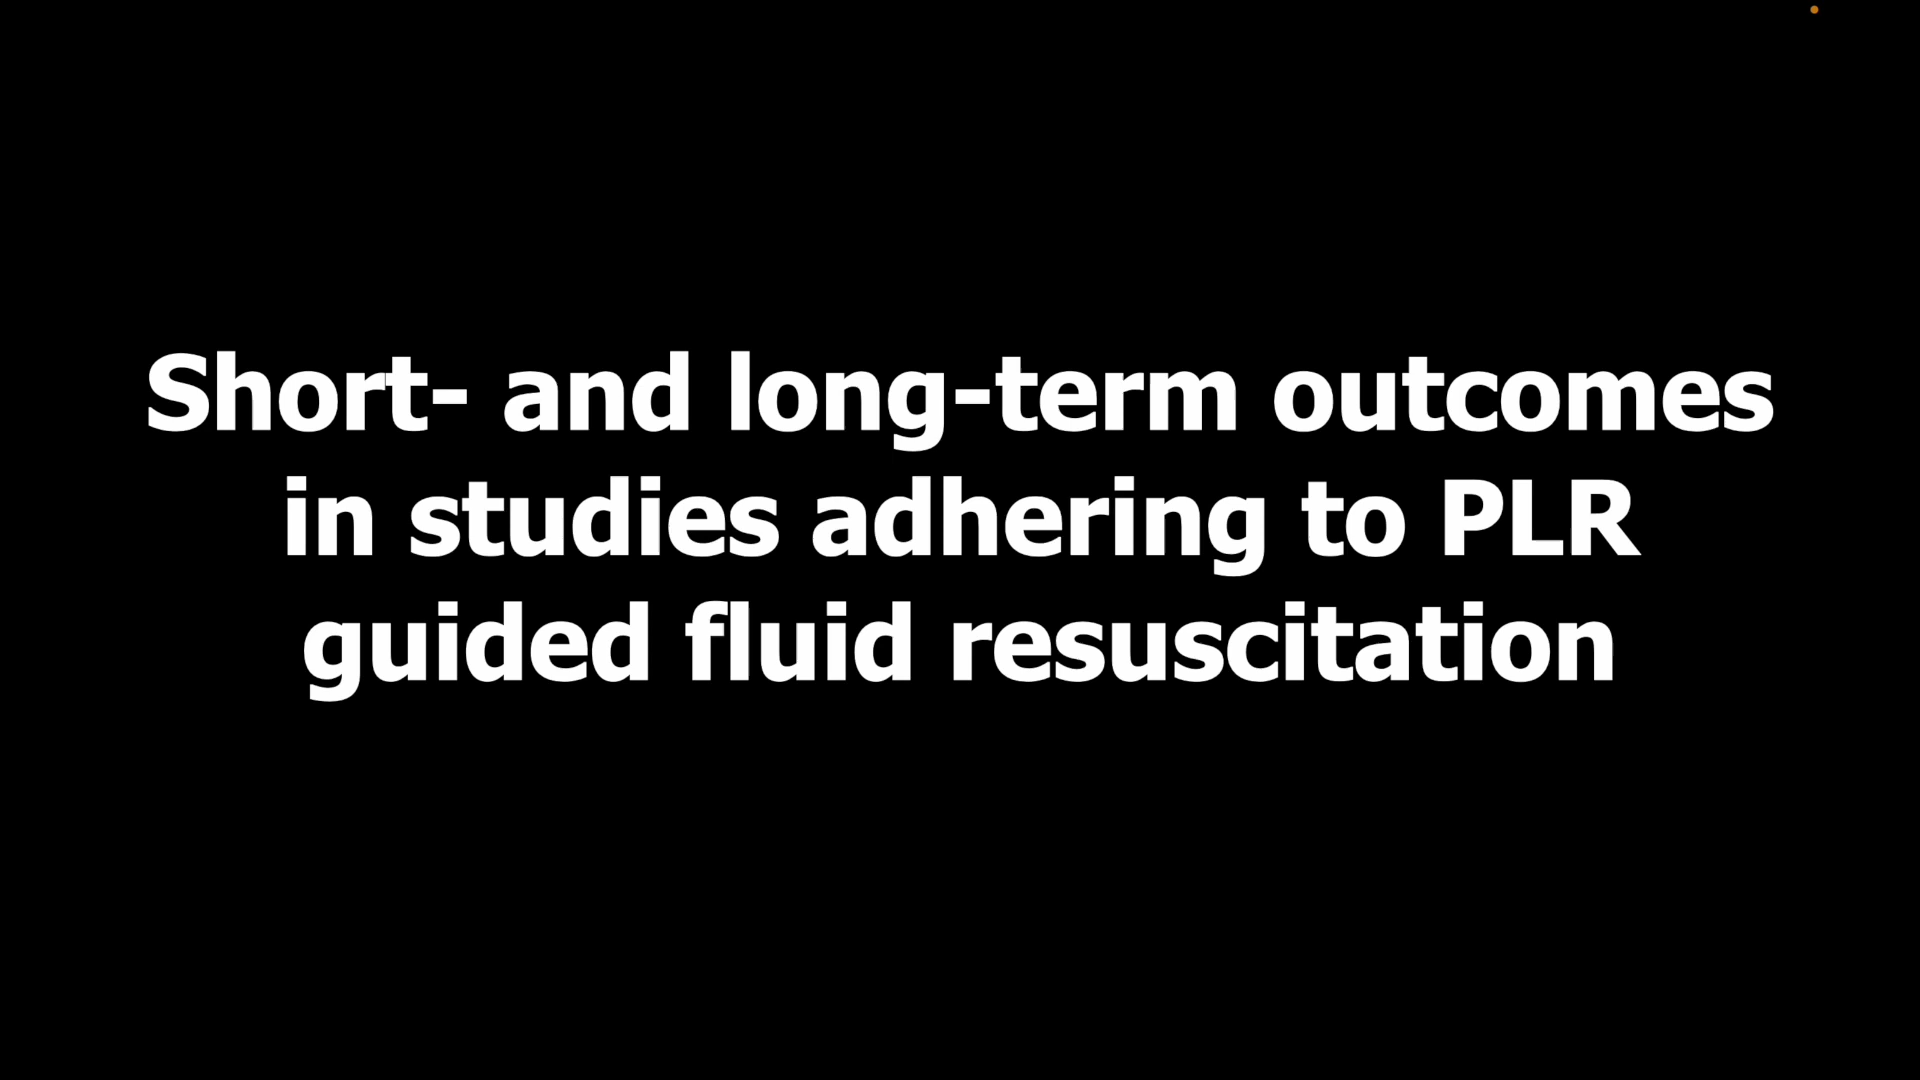 Short- and long-term outcomes
in studies adhering to PLR
guided fluid resuscitation